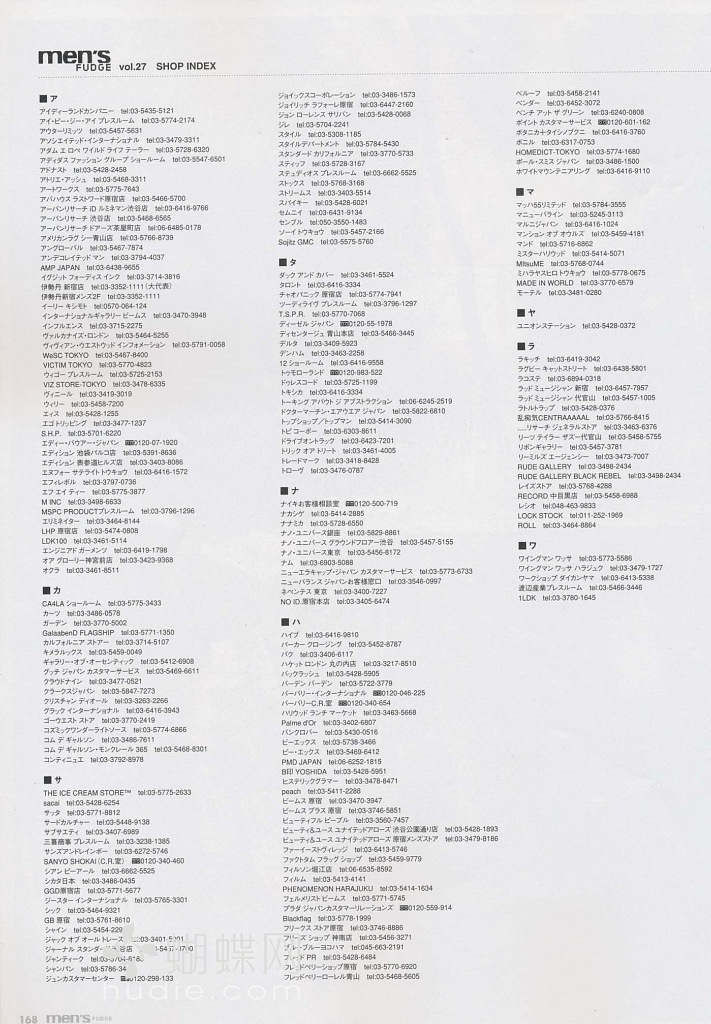 men's
FUDGE vol.27 SHOP INDEX
■ ア
アイディーランドカンパニー tel:03-5435-5121
アイ・ピー・ジー・アイ プレスルーム tel:03-5774-2174
アウターリミッツ tel:03-5457-5631
アソシエイテッド・インターナショナル tel:03-3479-3311
アダム エ ロペ ワイルド ライフ テーラー tel:03-5728-6320
アディダス ファッション グループ ショールーム tel:03-5547-6501
アドナスト tel:03-5428-2458
アトリエ・アッシュ tel:03-5468-3311
アートワークス tel:03-5775-7643
アバハウス ラストワード原宿店 tel:03-5466-5700
アーバンリサーチ iD ルミネマン渋谷店 tel:03-6416-9766
アーバンリサーチ 渋谷店 tel:03-5468-6565
アーバンリサーチ ドアーズ茶屋町店 tel:06-6485-0178
アメリカンラグ シー青山店 tel:03-5766-8739
アングローバル tel:03-5467-7874
アンデコレイテッド マン tel:03-3794-4037
AMP JAPAN tel:03-6438-9655
イグジット フォーディス インク tel:03-3714-3816
伊勢丹 新宿店 tel:03-3352-1111 (大代表)
伊勢丹新宿メンズ2F tel:03-3352-1111
イーリー キシモト tel:0570-064-124
インターナショナルギャラリー ビームス tel:03-3470-3948
インフルエンス tel:03-3715-2275
ヴァルカナイズ・ロンドン tel:03-5464-5255
ヴィヴィアン・ウエストウッド インフォメーション tel:03-5791-0058
WeSC TOKYO tel:03-5467-8400
VICTIM TOKYO tel:03-5770-4823
ウィゴー プレスルーム tel:03-5725-2153
VIZ STORE-TOKYO tel:03-3478-6335
ヴィニール tel:03-3419-3019
ウィリー tel:03-5458-7200
エィス tel:03-5428-1255
エゴトリッピング tel:03-3477-1237
S.H.P. tel:03-5701-6220
エディー・バウアー・ジャパン 0120-07-1920
エディション 池袋パルコ店 tel:03-5391-8636
エディション 表参道ヒルズ店 tel:03-3403-8086
エヌフォー サテライトトウキョウ tel:03-6416-1572
エフィレボル tel:03-3797-0736
エフ エイ ティー tel:03-5775-3877
M INC tel:03-3498-6633
MSPC PRODUCTプレスルーム tel:03-3796-1296
エリミネイター tel:03-3464-8144
LHP 原宿店 tel:03-5474-0808
LDK100 tel:03-3461-5114
エンジニアド ガーメンツ tel:03-6419-1798
オア グローリー神宮前店 tel:03-3423-9368
オクラ tel:03-3461-8511
■ カ
CA4LA ショールーム tel:03-5775-3433
カーツ tel:03-3486-0578
ガーデン tel:03-3770-5002
GalaabenD FLAGSHIP tel:03-5771-1350
カルフォルニア ストアー tel:03-3714-5107
キメラルックス tel:03-5459-0049
ギャラリー・オブ・オーセンティック tel:03-5412-6908
グッチ ジャパン カスタマーサービス tel:03-5469-6611
クラウドナイン tel:03-3477-0521
クラークスジャパン tel:03-5847-7273
クリスチャン ディオール tel:03-3263-2266
グラック インターナショナル tel:03-6416-3943
ゴーウエスト ストア tel:03-3770-2419
コズミックワンダーライトソース tel:03-5774-6866
コム デ ギャルソン tel:03-3486-7611
コム デ ギャルソン・モンクレール 365 tel:03-5468-8301
コンティニュエ tel:03-3792-8978
■ サ
THE ICE CREAM STORE™ tel:03-5775-2633
sacai tel:03-5428-6254
サッタ tel:03-5771-8812
サードカルチャー tel:03-5448-9138
サブサエティ tel:03-3407-6989
三喜商事 プレスルーム tel:03-3238-1385
サンズアンドレインボー tel:03-6272-5746
SANYO SHOKAI (C.R.室) 0120-340-460
シアン ピーアール tel:03-6662-5525
シカタ日本 tel:03-3486-0435
GGD原宿店 tel:03-5771-5677
ジースター インターナショナル tel:03-5765-3301
シック tel:03-5464-9321
GB 原宿 tel:03-5761-8610
シャイン tel:03-5454-229
ジャック オブ オール トレーズ tel:03-3401-5
ジャーナル スタンダード 渋谷店
ジャンティーク
シャンバン tel:03-5786-34
ジュンカスタマーセンター 0120-298-133
ジョイックスコーポレーション tel:03-3486-1573
ジョイリッチ ラフォーレ原宿 tel:03-6447-2160
ジョン ローレンス サリバン tel:03-5428-0068
ジレ tel:03-5704-2241
スタイル tel:03-5308-1185
スタイルデパートメント tel:03-5784-5430
スタンダード カリフォルニア tel:03-3770-5733
スティッフ tel:03-5728-3167
ステュディオス プレスルーム tel:03-6662-5525
ストックス tel:03-5768-3168
ストリームス tel:03-3403-5514
スパイキー tel:03-5428-6021
セムニイ tel:03-6431-9134
センブル tel:050-3550-1483
ソートトウキョウ tel:03-5457-2166
Sojitz GMC tel:03-5575-5760
■ タ
ダック アンド カバー tel:03-3461-5524
タロント tel:03-6416-3334
チャオパニック 原宿店 tel:03-5774-7941
ツーディライヴ プレスルーム tel:03-3796-1297
T.S.P.R. tel:03-5770-7068
ディーゼル ジャパン 0120-55-1978
ディセンタージュ 青山本店 tel:03-5466-3445
デルタ tel:03-3409-5923
デンハム tel:03-3463-2258
12 ショールーム tel:03-6416-9558
トゥモローランド 0120-983-522
ドゥレスコード tel:03-5725-1199
トキシカ tel:03-6416-3334
トーキング アバウト ジ アブストラクション tel:06-6245-2519
ドクターマーチン・エアウエア ジャパン tel:03-5822-6810
トップショップ/トップマン tel:03-5414-3090
トピ コーポー tel:03-6303-8611
ドライブオントラック tel:03-6423-7201
トリック オア トリート tel:03-3461-4005
トレードマーク tel:03-3418-8428
トローヴ tel:03-3476-0787
■ ナ
ナイキお客様相談室 0120-500-719
ナカシゲ tel:03-5414-2885
ナナミカ tel:03-5728-6550
ナノ・ユニバース銀座 tel:03-5829-8861
ナノ・ユニバース グラウンドフロアー渋谷 tel:03-5457-5155
ナノ・ユニバース東京 tel:03-5456-8172
ナム tel:03-6903-5088
ニューエラキャップ・ジャパン カスタマーサービス tel:03-5773-6733
ニューバランス ジャパンお客様窓口 tel:03-3546-0997
ネペンテス 東京 tel:03-3400-7227
NO ID.原宿本店 tel:03-3405-6474
■ ハ
ハイブ tel:03-6416-9810
パーカー クロージング tel:03-5452-8787
バク tel:03-3406-6117
ハケット ロンドン 丸の内店 tel:03-3217-8510
バックラッシュ tel:03-5428-5905
バーデン バーデン tel:03-5722-3779
バーバリー・インターナショナル 0120-046-225
バーバリーC.R.室 0120-340-654
ハリウッド ランチ マーケット tel:03-3463-5668
Palme d'Or tel:03-3402-6807
バンクロバー tel:03-5430-0516
ビーエックス tel:03-5738-3466
ピー・エックス tel:03-5469-6412
PMD JAPAN tel:06-6252-1815
B印 YOSHIDA tel:03-5428-5951
ヒステリックグラマー tel:03-3478-8471
peach tel:03-5411-2288
ビームス 原宿 tel:03-3470-3947
ビームス プラス 原宿 tel:03-3746-5851
ビューティフル ピープル tel:03-3560-7457
ビューティ&ユース ユナイテッドアローズ 渋谷公園通り店 tel:03-5428-1893
ビューティ&ユース ユナイテッドアローズ 原宿メンズストア tel:03-3479-8186
ファーイーストヴィレッジ tel:03-6413-5746
ファクトタム フラッグ ショップ tel:03-5459-9779
フィルソン堀江店 tel:06-6535-8592
フィルム tel:03-5413-4141
PHENOMENON HARAJUKU tel:03-5414-1634
フェルメリスト ビームス tel:03-5771-5745
プラダ ジャパンカスタマーリレーションズ 0120-559-914
Blackflag tel:03-5778-1999
フリークス ストア原宿 tel:03-3746-8886
フリーズ ショップ 神南店 tel:03-5456-3271
ブルーブルーヨコハマ tel:045-663-2191
PR tel:03-5428-6484
フレッドペリーショップ原宿 tel:03-5770-6920
フレッドペリーローレル青山 tel:03-5468-5605
ベルーフ tel:03-5458-2141
ベンダー tel:03-6452-3072
ベンチ アット ザ グリーン tel:03-6240-0808
ポイント カスタマーサービス 0120-601-162
ボタニカ+タイシノブクニ tel:03-6416-3760
ボニル tel:03-6317-0753
HOMEDICT-TOKYO tel:03-5774-1680
ポール・スミス ジャパン tel:03-3486-1500
ホワイトマウンテニアリング tel:03-6416-9110
■ マ
マッハ55リミテッド tel:03-5784-3555
マニューバライン tel:03-5245-3113
マルニジャパン tel:03-6416-1024
マンション オブ オウルズ tel:03-5459-4181
マンド tel:03-5716-6862
ミスターハリウッド tel:03-5414-5071
MitsuME tel:03-5768-0744
ミハラヤスヒロ トウキョウ tel:03-5778-0675
MADE IN WORLD tel:03-3770-6579
モーテル tel:03-3481-0280
■ ヤ
ユニオンステーション tel:03-5428-0372
■ ラ
ラキッチ tel:03-6419-3042
ラグビー キャットストリート tel:03-6438-5801
ラコステ tel:03-6894-0318
ラッド ミュージシャン 新宿 tel:03-6457-7957
ラッド ミュージシャン 代官山 tel:03-5457-1005
ラトルトラップ tel:03-5428-0376
乱痴気CENTRAAAAAL tel:03-5766-8415
……リサーチ ジェネラルストア tel:03-3463-6376
リーツ テイラー ザズー代官山 tel:03-5458-5755
リボンギャラリー tel:03-5457-3781
リーミルズ エージェンシー tel:03-3473-7007
RUDE GALLERY tel:03-3498-2434
RUDE GALLERY BLACK REBEL tel:03-3498-2434
レイズストア tel:03-5768-4288
RECORD 中目黒店 tel:03-5458-6988
レシオ tel:048-463-9833
LOCK STOCK tel:011-252-1969
ROLL tel:03-3464-8864
■ ワ
ワイングマン ワッサ tel:03-5773-5586
ワイングマン ワッサ ハラジュク tel:03-3479-1727
ワークショップ ダイカンヤマ tel:03-6413-5338
渡辺産業プレスルーム tel:03-5466-3446
1LDK tel:03-3780-1645
蝴蝶网
hudie.com
168 men's FUDGE